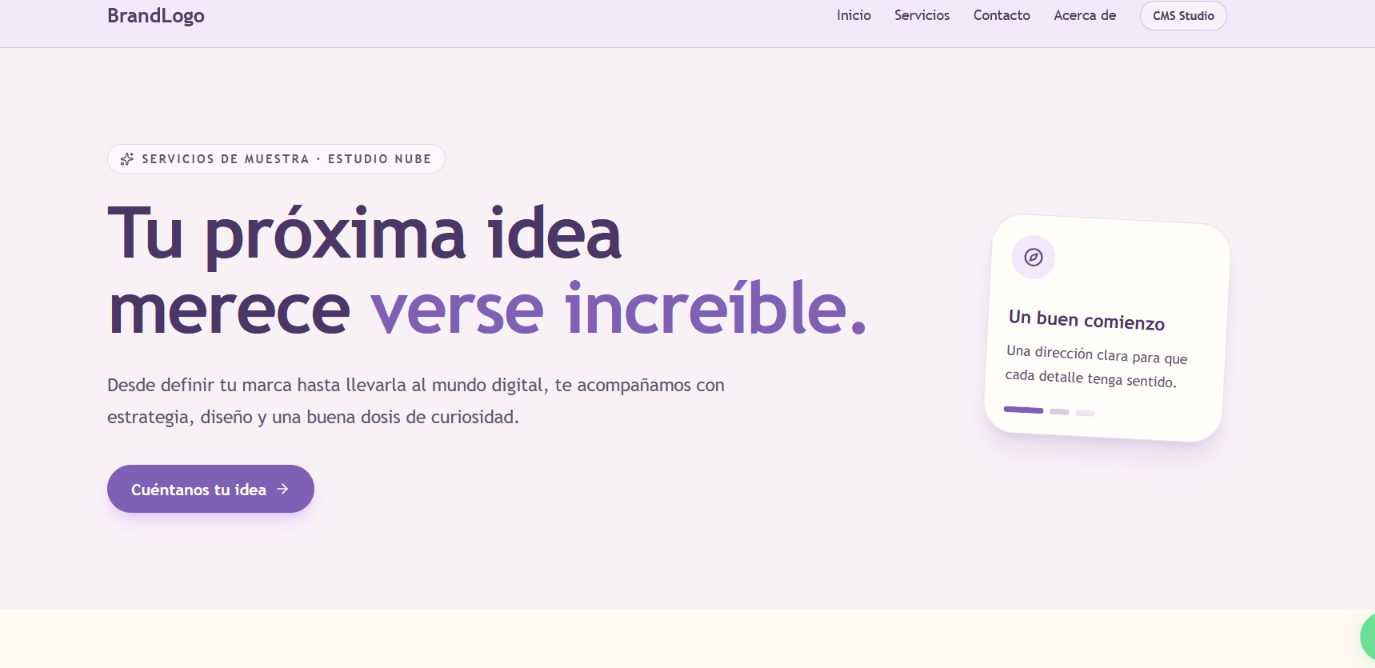 BrandLogo
Inicio
Servicios
Contacto
Acerca de
CMS Studio
SERVICIOS DE MUESTRA · ESTUDIO NUBE
Tu próxima idea
merece verse increíble.
Desde definir tu marca hasta llevarla al mundo digital, te acompañamos con
estrategia, diseño y una buena dosis de curiosidad.
Cuéntanos tu idea →
Un buen comienzo
Una dirección clara para que
cada detalle tenga sentido.